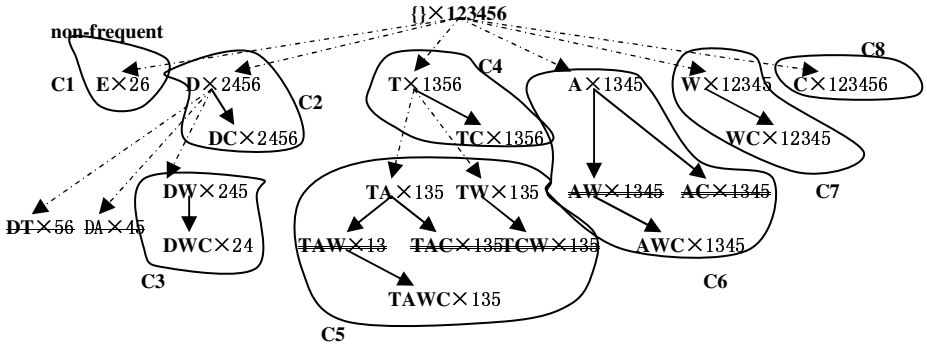 {}×123456
non-frequent
C8
C1 E×26 D×2456 T×1356 C4 A×1345 W×12345 C×123456
C2
DC×2456 TC×1356 WC×12345
DW×245 TA×135 TW×135 AW×1345 AC×1345 C7
DT×56 DA×45
DWC×24 TAW×13 TAC×135 TCW×135 AWC×1345
C3 C6
TAWC×135
C5